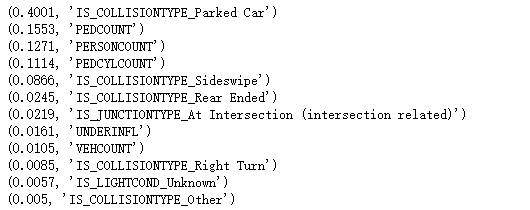 (0.4001, 'IS_COLLISIONTYPE_Parked Car')
(0.1553, 'PEDCOUNT')
(0.1271, 'PERSONCOUNT')
(0.1114, 'PEDCYLCOUNT')
(0.0866, 'IS_COLLISIONTYPE_Sideswipe')
(0.0245, 'IS_COLLISIONTYPE_Rear Ended')
(0.0219, 'IS_JUNCTIONTYPE_At Intersection (intersection related)')
(0.0161, 'UNDERINFL')
(0.0105, 'VEHCOUNT')
(0.0085, 'IS_COLLISIONTYPE_Right Turn')
(0.0057, 'IS_LIGHTCOND_Unknown')
(0.005, 'IS_COLLISIONTYPE_Other')